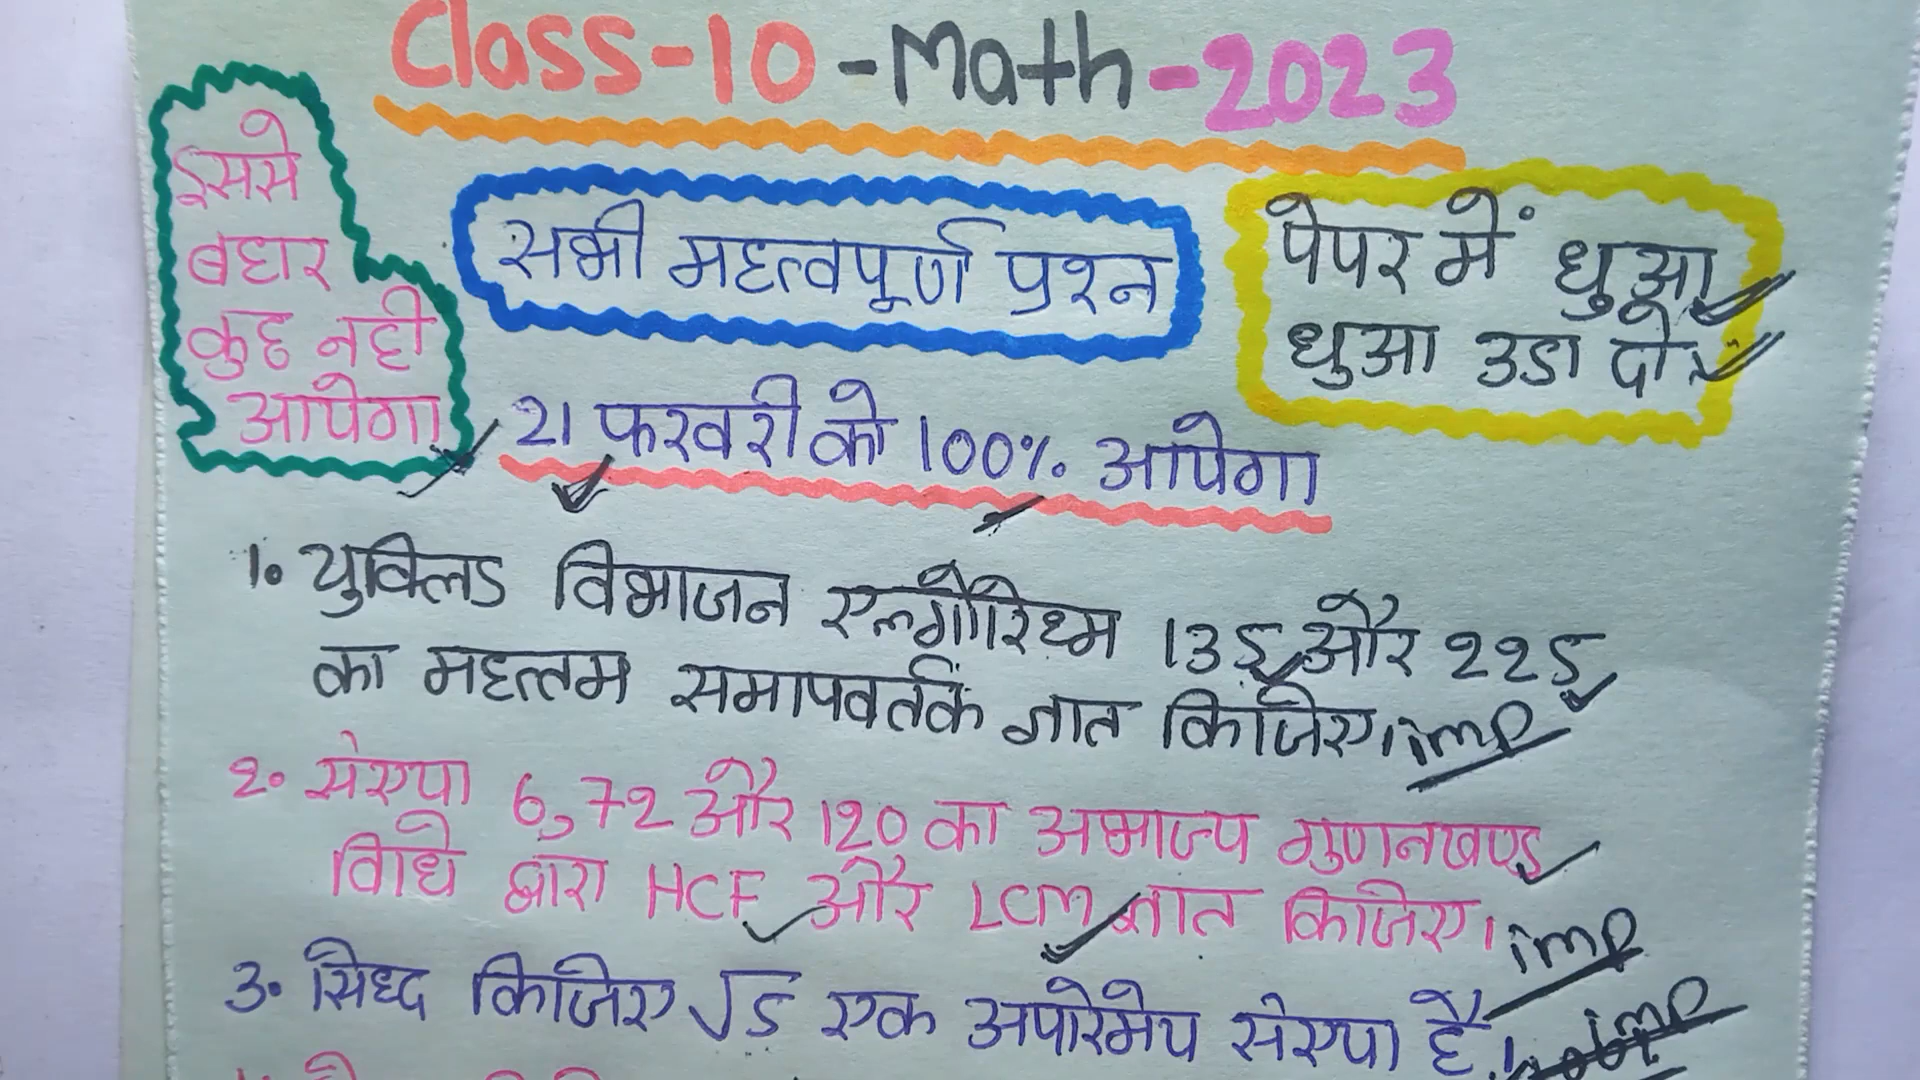 Class-10-Math-2023
इससे
बहार
कुछ नही
आयेगा
सभी महत्वपूर्ण प्रश्न
पेपर में धुआ
धुआ उडा दो
21 फरवरी को 100% आयेगा
1. युक्लिड विभाजन एल्गोरिथ्म 135 और 225
का महत्तम समापवर्तक ज्ञात किजिए। imp
2. संख्या 6,72 और 120 का अभाज्य गुणनखण्ड
विधि द्वारा HCF और LCM ज्ञात किजिए। imp
3. सिध्द किजिए √5 एक अपरिमेय संख्या है। imp